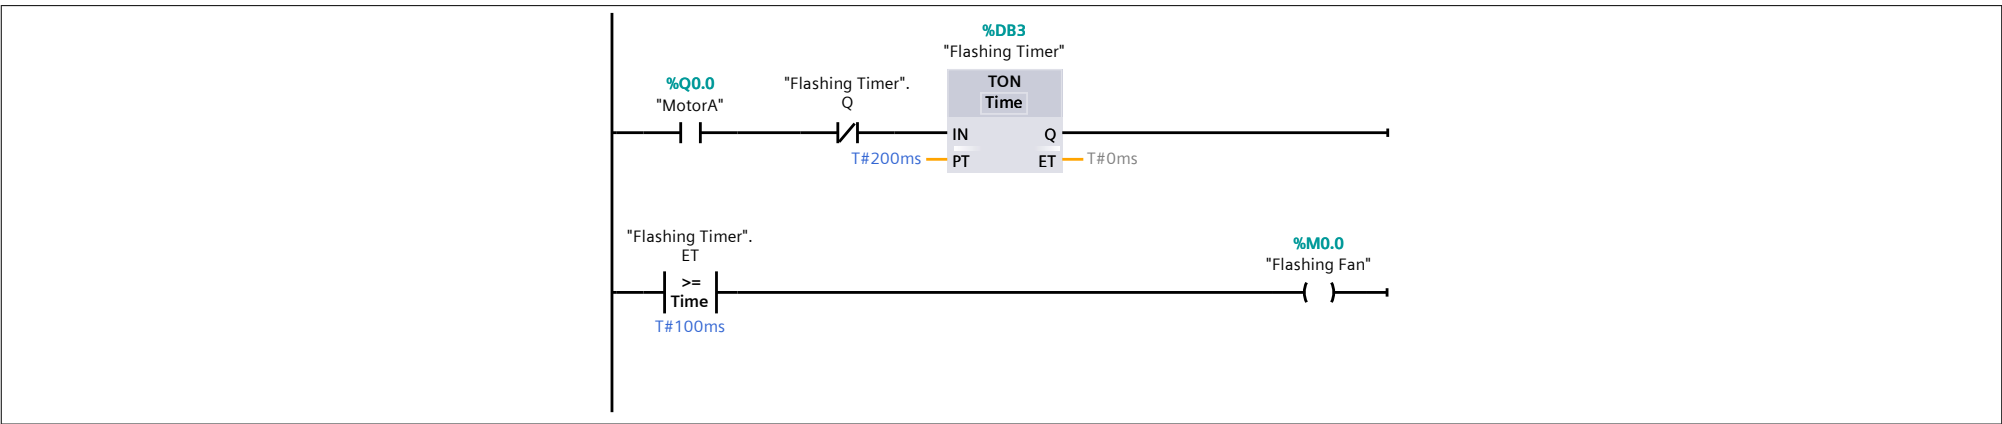 %DB3
"Flashing Timer"
%Q0.0
"MotorA"
"Flashing Timer".
Q
TON
Time
IN
Q
T#200ms
PT
ET
T#0ms
"Flashing Timer".
ET
>=
Time
T#100ms
%M0.0
"Flashing Fan"